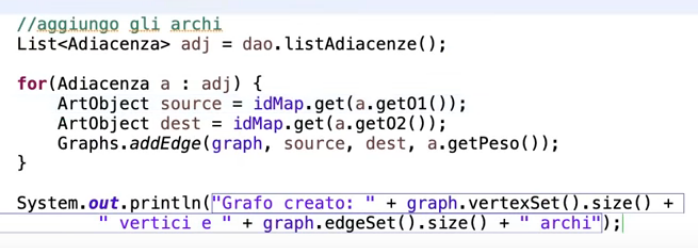 //aggiungo gli archi
List<Adiacenza> adj = dao.listAdiacenze();
for(Adiacenza a : adj) {
ArtObject source = idMap.get(a.getO1());
ArtObject dest = idMap.get(a.getO2());
Graphs.addEdge(graph, source, dest, a.getPeso());
}
System.out.println("Grafo creato: " + graph.vertexSet().size() +
" vertici e " + graph.edgeSet().size() + " archi");